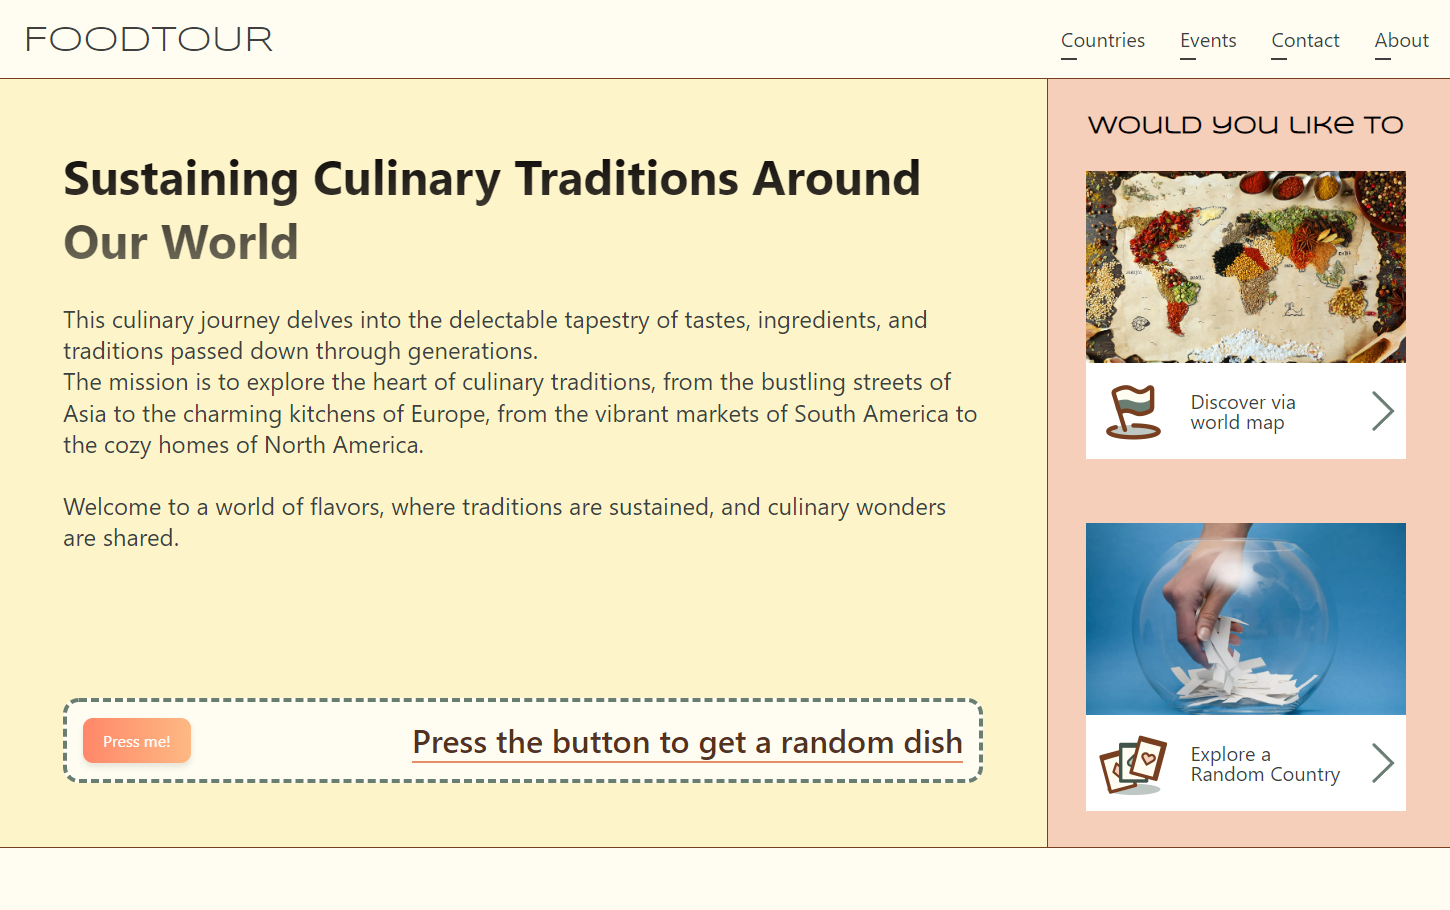 FOODTOUR
Countries Events Contact About
Sustaining Culinary Traditions Around
Our World
This culinary journey delves into the delectable tapestry of tastes, ingredients, and
traditions passed down through generations.
The mission is to explore the heart of culinary traditions, from the bustling streets of
Asia to the charming kitchens of Europe, from the vibrant markets of South America to
the cozy homes of North America.
Welcome to a world of flavors, where traditions are sustained, and culinary wonders
are shared.
Press me!
Press the button to get a random dish
Would you like to
Discover via
world map
Explore a
Random Country